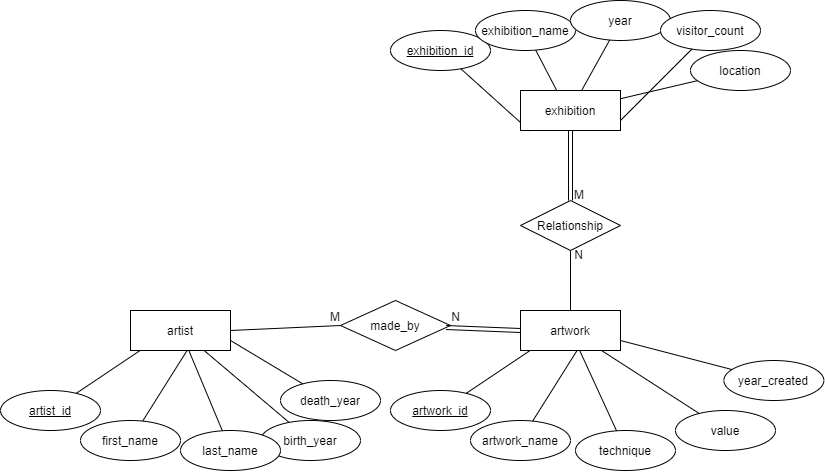 exhibition_id
exhibition_name
year
visitor_count
location
exhibition
M
Relationship
N
artist
M
made_by
N
artwork
artist_id
first_name
last_name
birth_year
death_year
artwork_id
artwork_name
technique
value
year_created